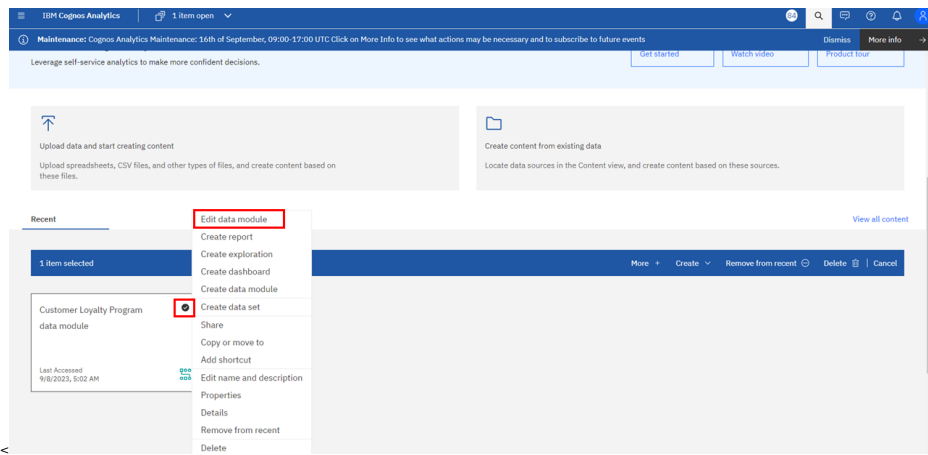 IBM Cognos Analytics
1 item open
84
Maintenance: Cognos Analytics Maintenance: 16th of September, 09:00-17:00 UTC Click on More Info to see what actions may be necessary and to subscribe to future events
Dismiss
More info
Leverage self-service analytics to make more confident decisions.
Get started
Watch video
Product tour
Upload data and start creating content
Upload spreadsheets, CSV files, and other types of files, and create content based on
these files.
Create content from existing data
Locate data sources in the Content view, and create content based on these sources.
Recent
View all content
1 item selected
More +
Create
Remove from recent
Delete
Cancel
Customer Loyalty Program
data module
Last Accessed
9/8/2023, 5:02 AM
Edit data module
Create report
Create exploration
Create dashboard
Create data module
Create data set
Share
Copy or move to
Add shortcut
Edit name and description
Properties
Details
Remove from recent
Delete
<